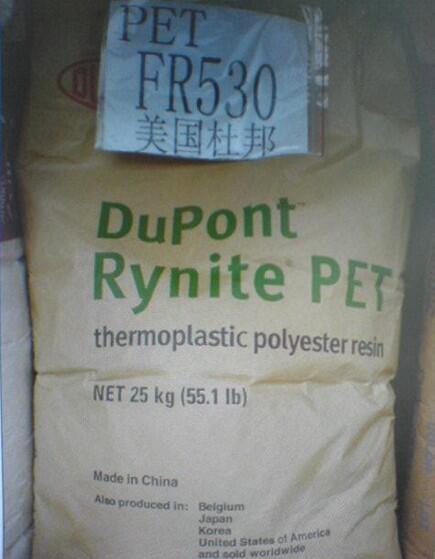 PET
FR530
美国杜邦
DuPont™
Rynite PET
thermoplastic polyester resin
NET 25 kg (55.1 lb)
Made in China
Also produced in: Belgium
Japan
Korea
United States of America
and sold worldwide